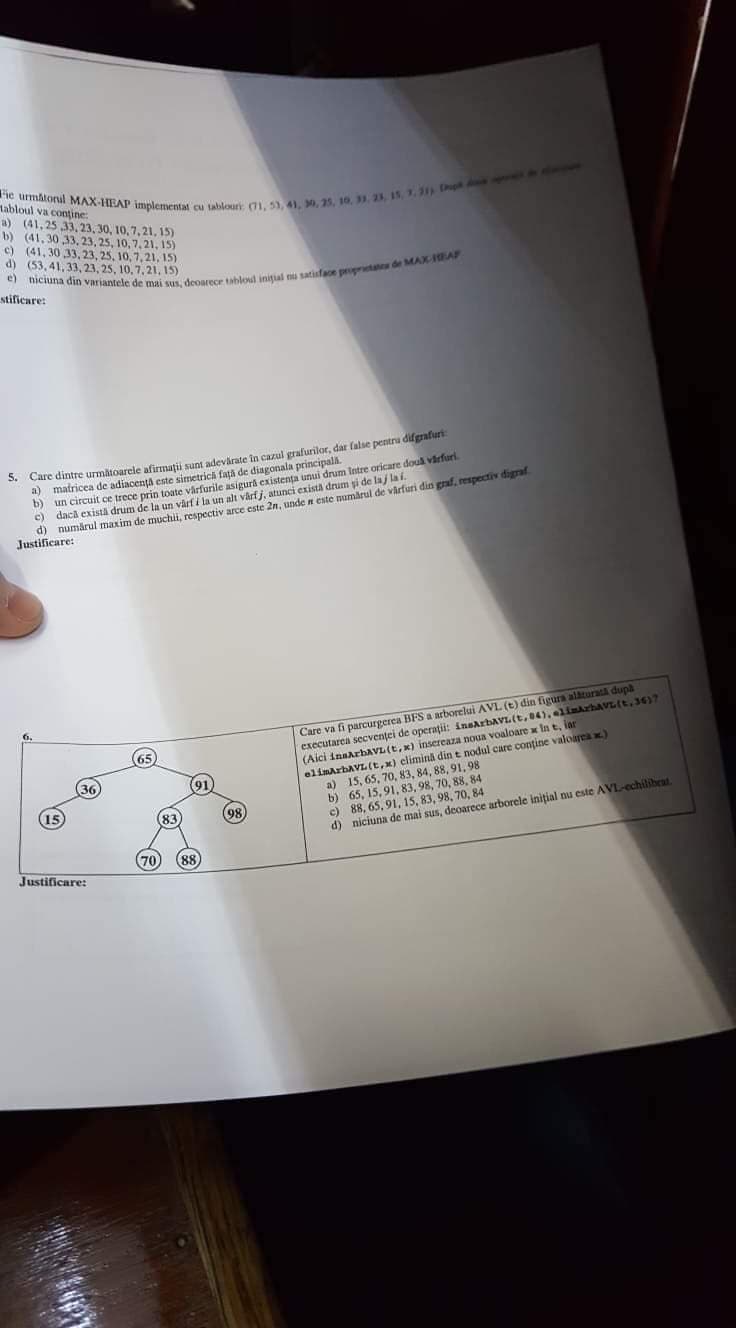 Fie următorul MAX-HEAP implementat cu tablouri: (71, 53, 41, 30, 25, 10, 33, 23, 15, 7, 21). După două operații de eliminare
tabloul va conține:
a) (41, 25 ,33, 23, 30, 10, 7, 21, 15)
b) (41, 30 ,33, 23, 25, 10, 7, 21, 15)
c) (41, 30 ,33, 23, 25, 10, 7, 21, 15)
d) (53, 41, 33, 23, 25, 10, 7, 21, 15)
e) niciuna din variantele de mai sus, deoarece tabloul inițial nu satisface proprietatea de MAX-HEAP
stificare:
5. Care dintre următoarele afirmații sunt adevărate în cazul grafurilor, dar false pentru difgrafuri:
a) matricea de adiacență este simetrică față de diagonala principală.
b) un circuit ce trece prin toate vârfurile asigură existența unui drum între oricare două vârfuri.
c) dacă există drum de la un vârf i la un alt vârf j, atunci există drum și de la j la i.
d) numărul maxim de muchii, respectiv arce este 2n, unde n este numărul de vârfuri din graf, respectiv digraf.
Justificare:
6.
65
36 91
15 83 98
70 88
Care va fi parcurgerea BFS a arborelui AVL (t) din figura alăturată după
executarea secvenței de operații: insArbAVL(t,84), elimArbAVL(t,36)?
(Aici insArbAVL(t,x) insereaza noua voaloare x în t, iar
elimArbAVL(t,x) elimină din t nodul care conține valoarea x.)
a) 15, 65, 70, 83, 84, 88, 91, 98
b) 65, 15, 91, 83, 98, 70, 88, 84
c) 88, 65, 91, 15, 83, 98, 70, 84
d) niciuna de mai sus, deoarece arborele inițial nu este AVL-echilibrat.
Justificare: